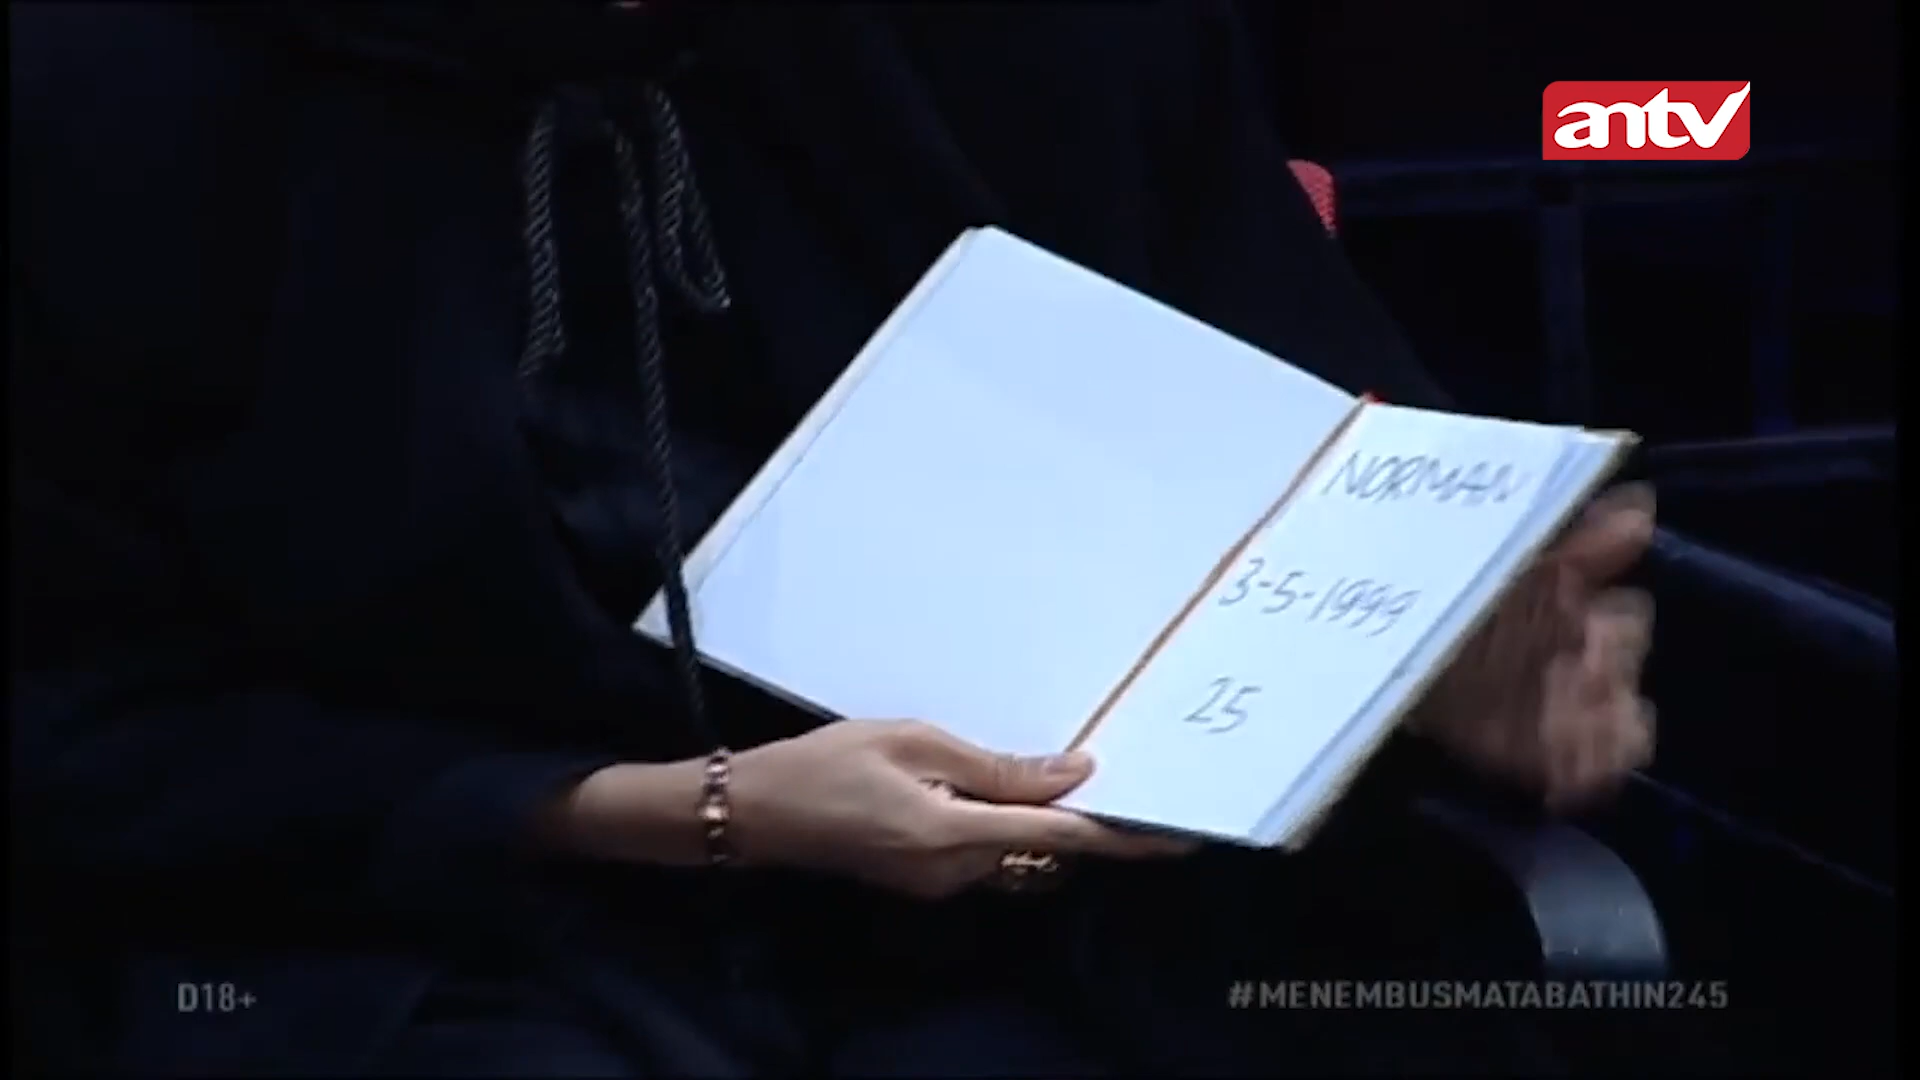 antv
NORMAN
3-5-1999
25
D18+
#MENEMBUSMATABATHIN245